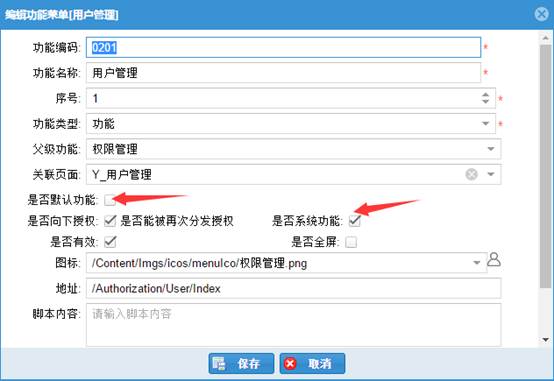 编辑功能菜单[用户管理]
功能编码: 0201 *
功能名称: 用户管理 *
序号: 1 *
功能类型: 功能 *
父级功能: 权限管理
关联页面: Y_用户管理
是否默认功能:
是否向下授权: 是否能被再次分发授权 是否系统功能:
是否有效: 是否全屏:
图标: /Content/Imgs/icos/menuIco/权限管理.png
地址: /Authorization/User/Index
脚本内容: 请输入脚本内容
保存 取消